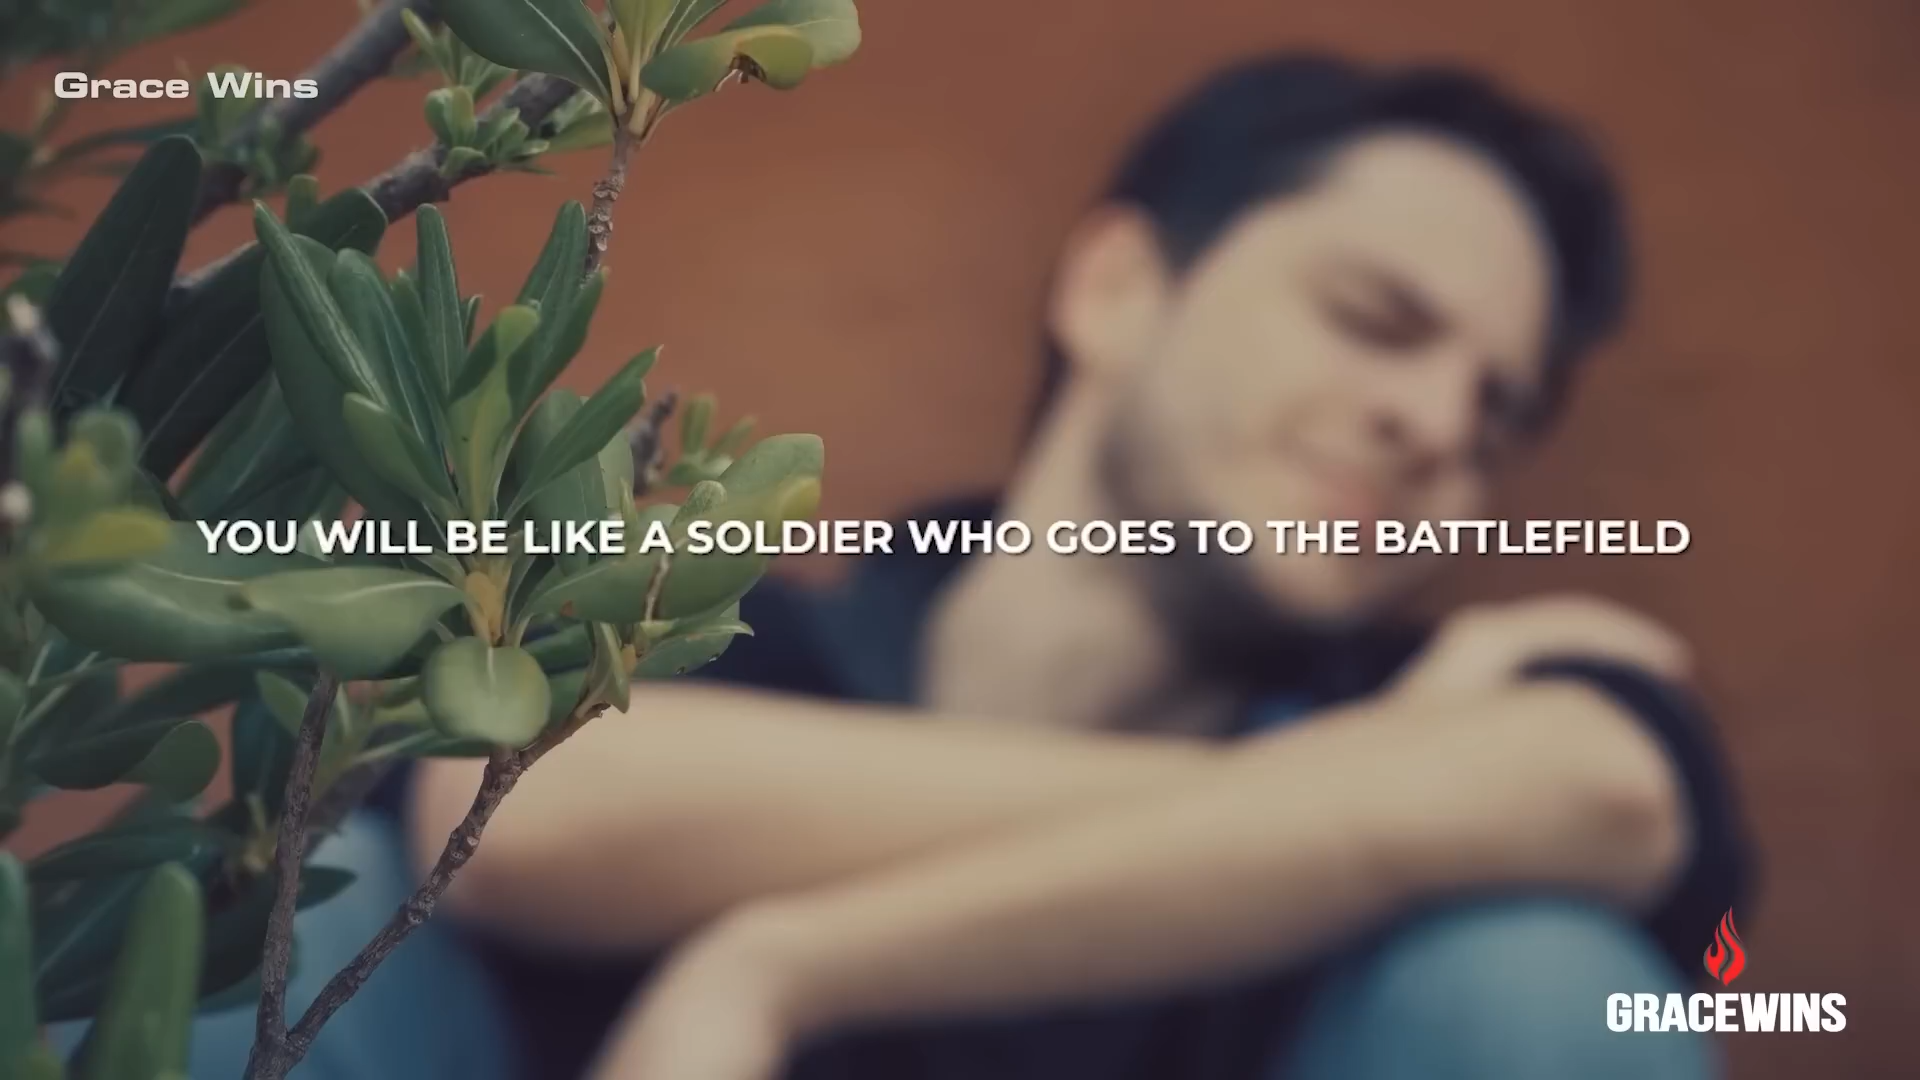 Grace Wins
YOU WILL BE LIKE A SOLDIER WHO GOES TO THE BATTLEFIELD
GRACEWINS